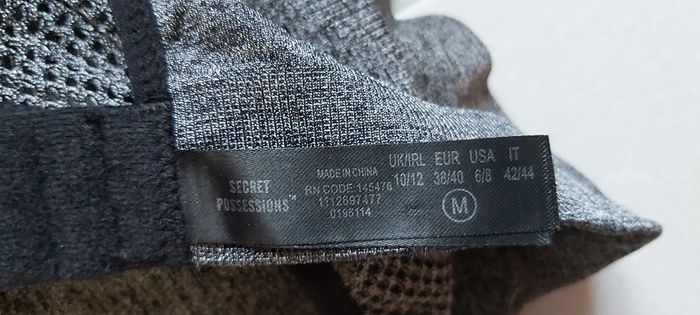 SECRET
POSSESSIONS™
MADE IN CHINA
RN CODE 145476
1112697477
0196114
UK/IRL EUR USA IT
10/12 38/40 6/8 42/44
M